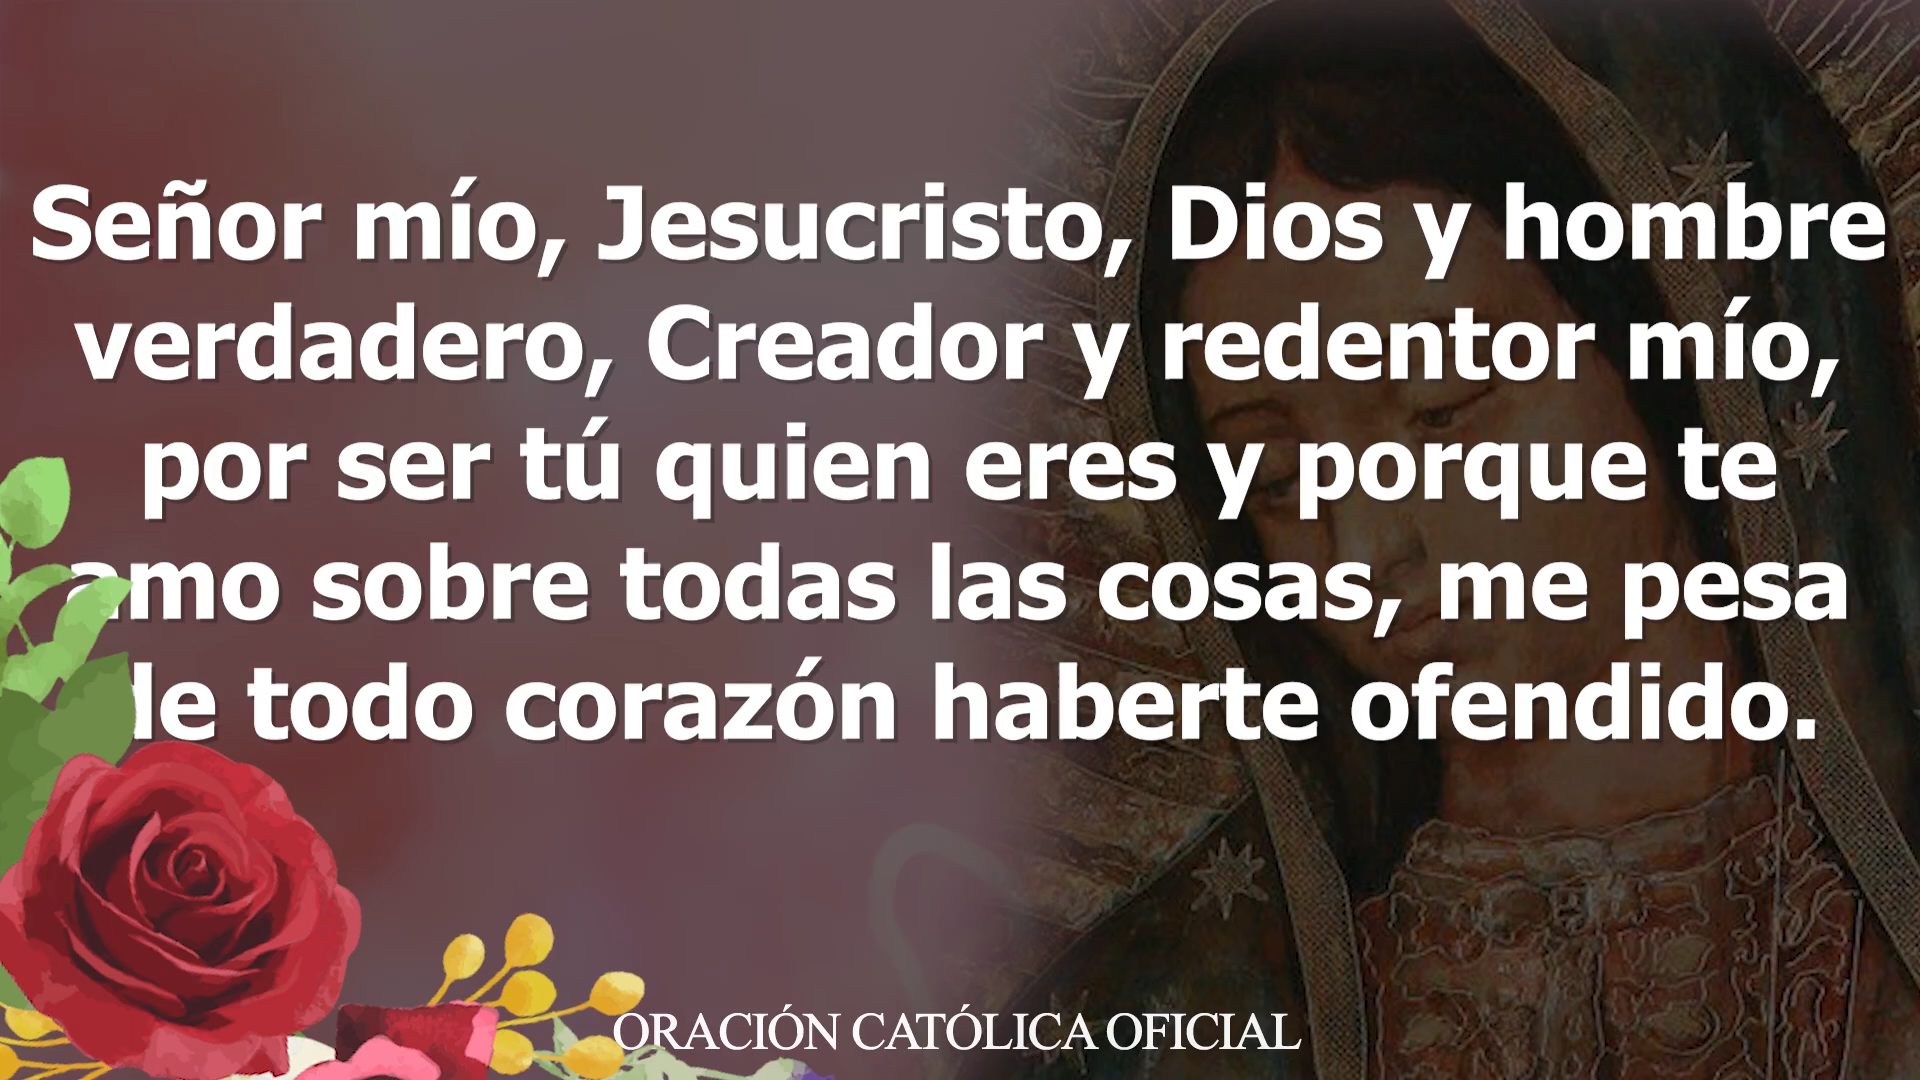 Señor mío, Jesucristo, Dios y hombre
verdadero, Creador y redentor mío,
por ser tú quien eres y porque te
amo sobre todas las cosas, me pesa
de todo corazón haberte ofendido.
ORACIÓN CATÓLICA OFICIAL